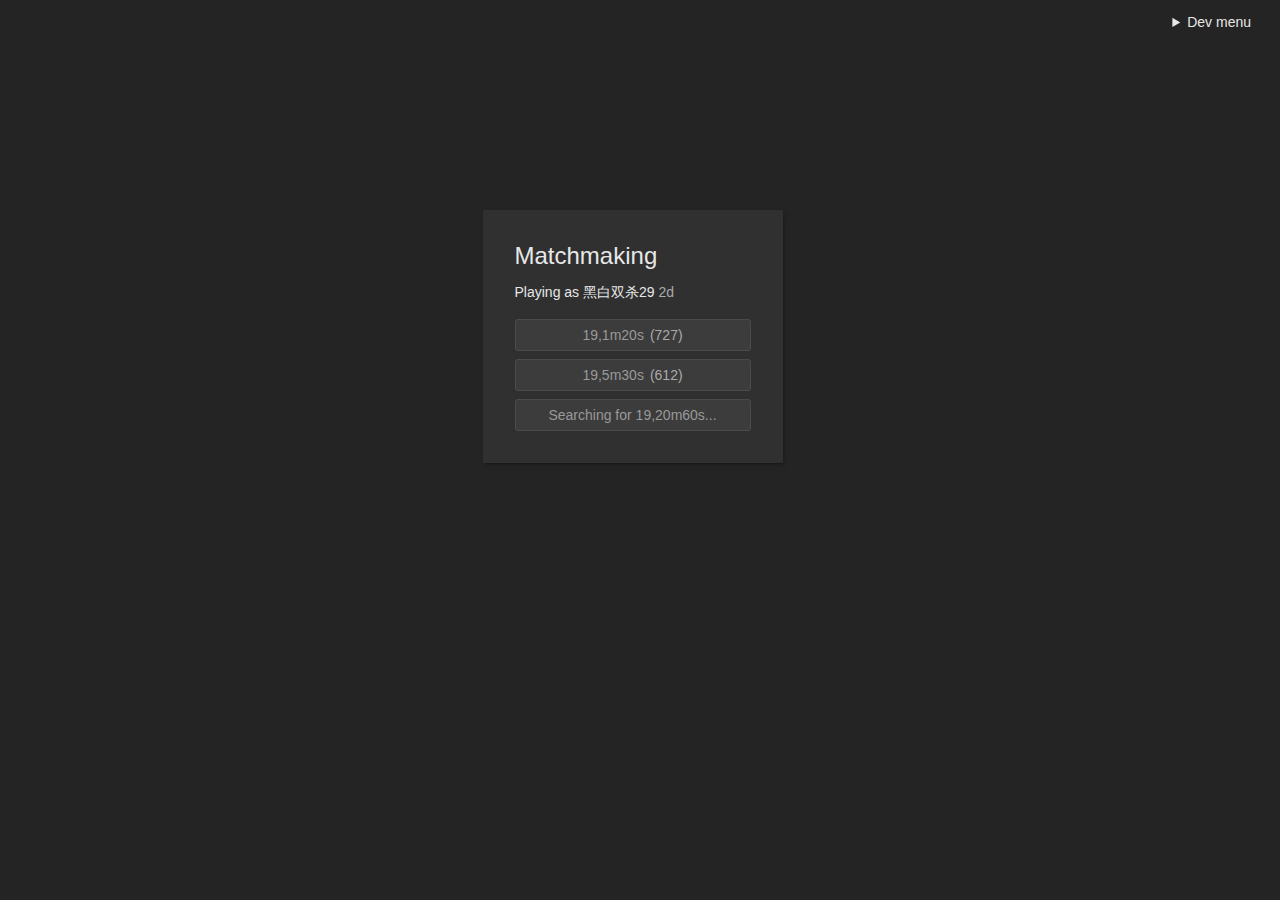 ▶ Dev menu
Matchmaking
Playing as 黑白双杀29 2d
19,1m20s (727)
19,5m30s (612)
Searching for 19,20m60s...